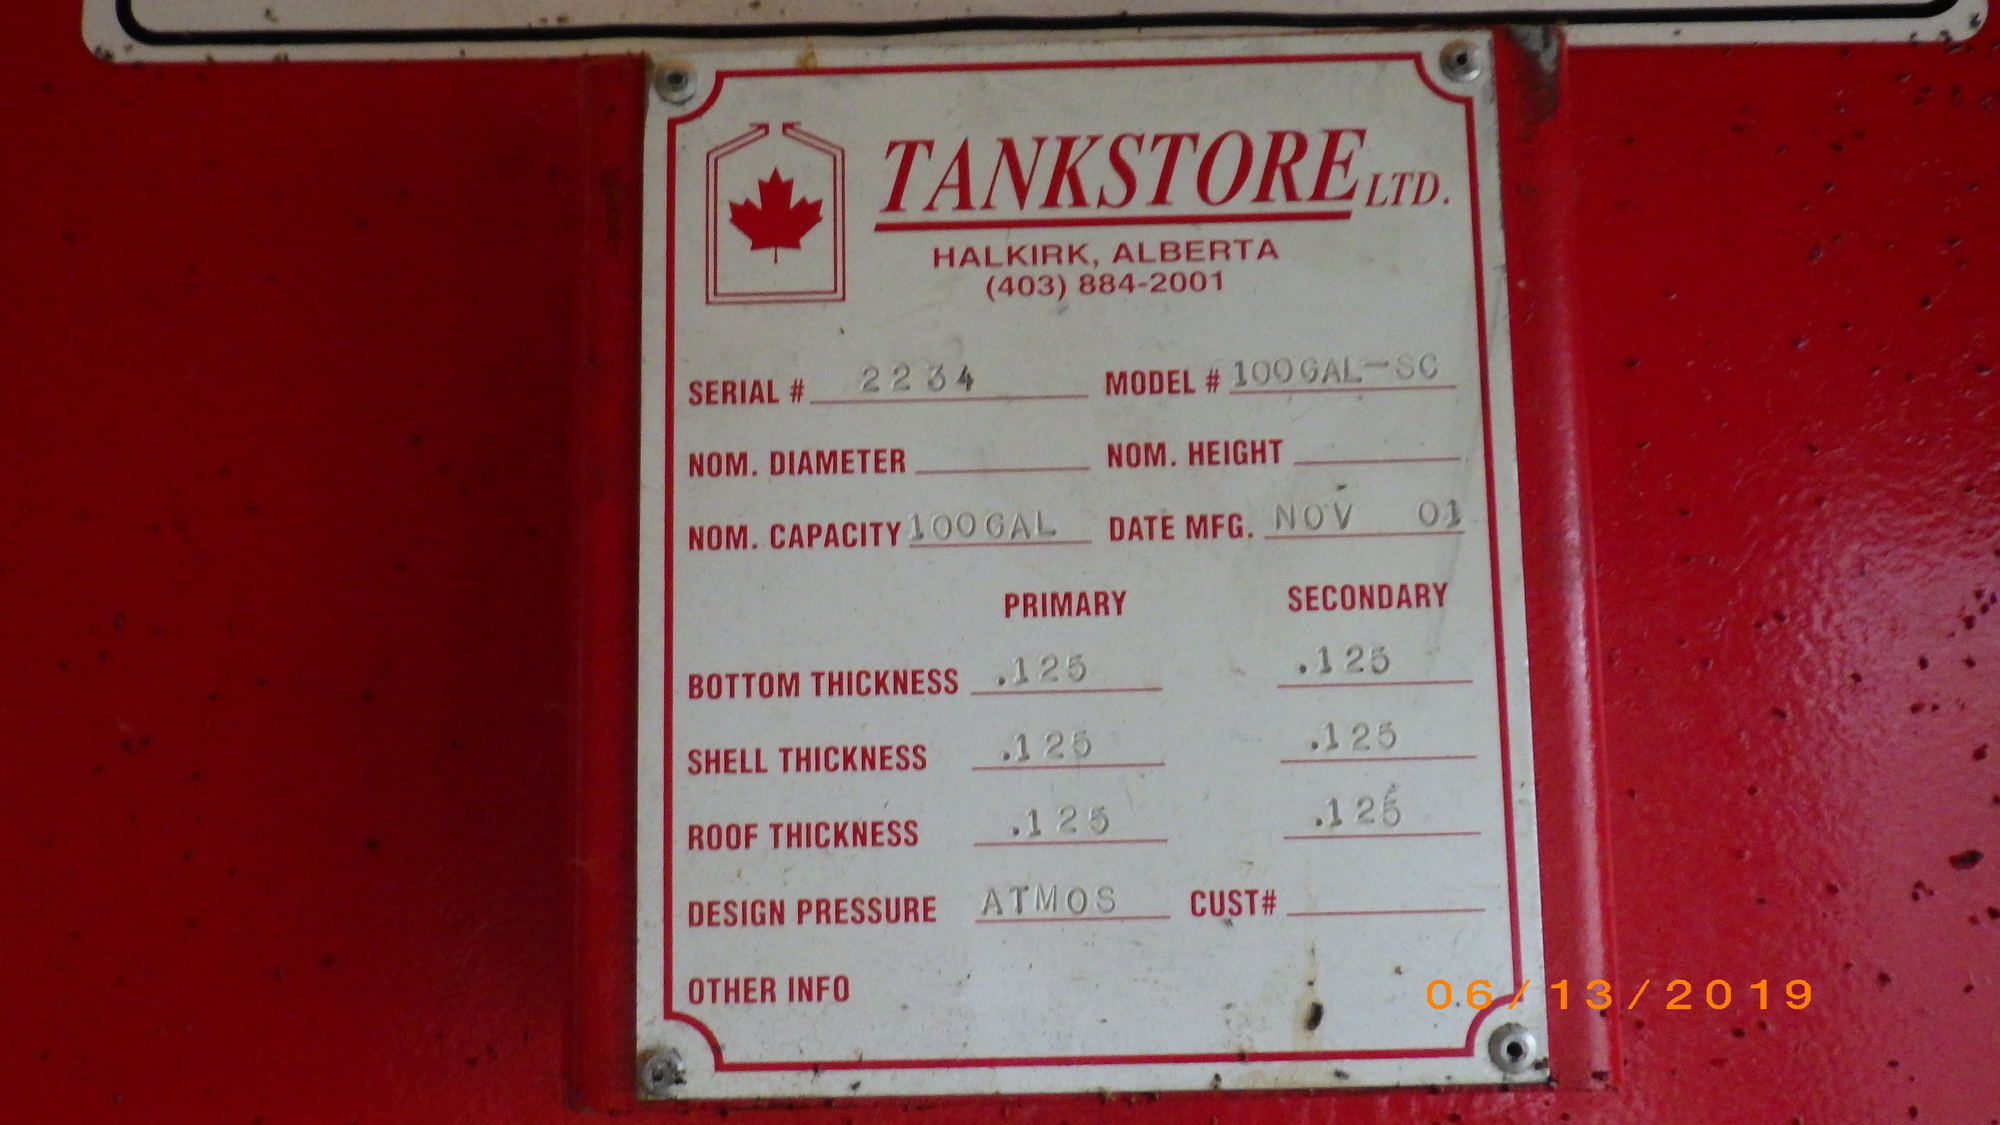 TANKSTORE LTD.
HALKIRK, ALBERTA
(403) 884-2001
SERIAL # 2234 MODEL # 100GAL-SC
NOM. DIAMETER NOM. HEIGHT
NOM. CAPACITY 100GAL DATE MFG. NOV 01
PRIMARY SECONDARY
BOTTOM THICKNESS .125 .125
SHELL THICKNESS .125 .125
ROOF THICKNESS .125 .125
DESIGN PRESSURE ATMOS CUST#
OTHER INFO
06/13/2019